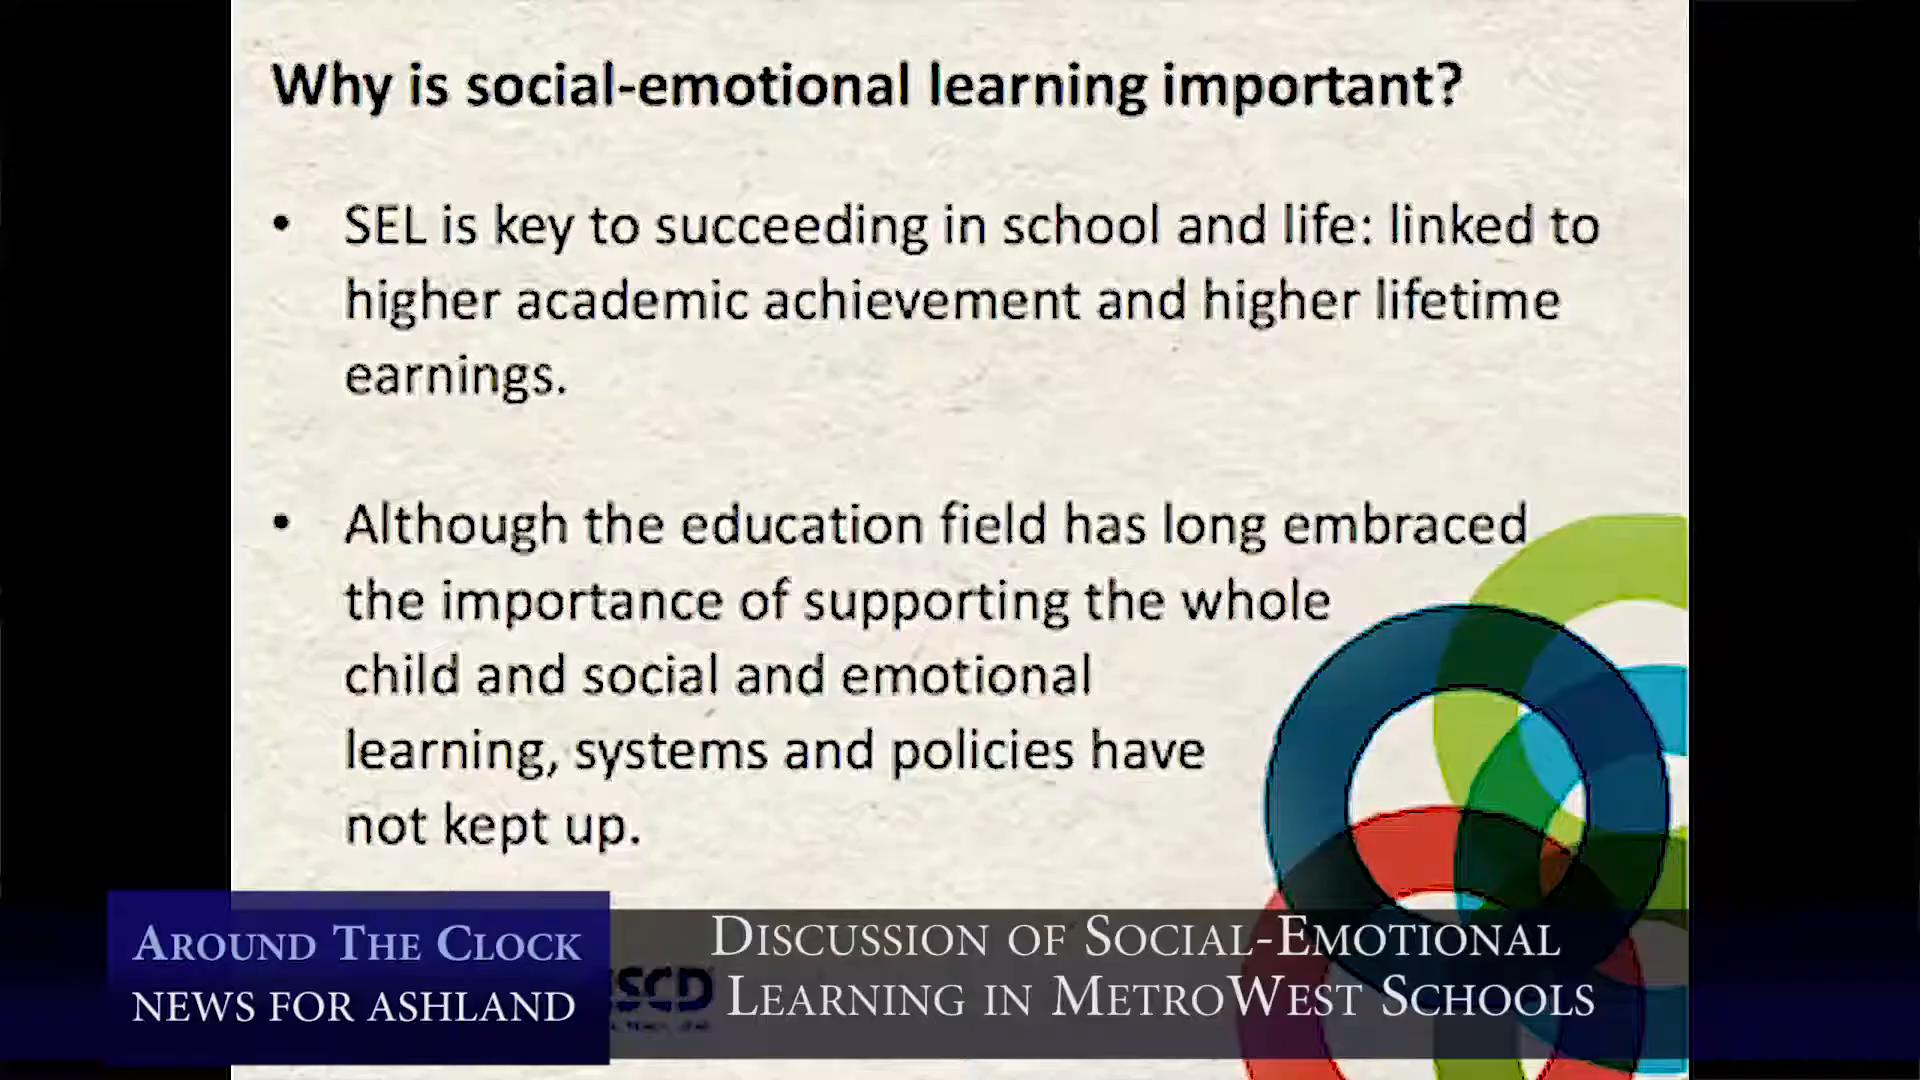 Why is social-emotional learning important?
• SEL is key to succeeding in school and life: linked to
higher academic achievement and higher lifetime
earnings.
• Although the education field has long embraced
the importance of supporting the whole
child and social and emotional
learning, systems and policies have
not kept up.
AROUND THE CLOCK
NEWS FOR ASHLAND
DISCUSSION OF SOCIAL-EMOTIONAL
LEARNING IN METROWEST SCHOOLS